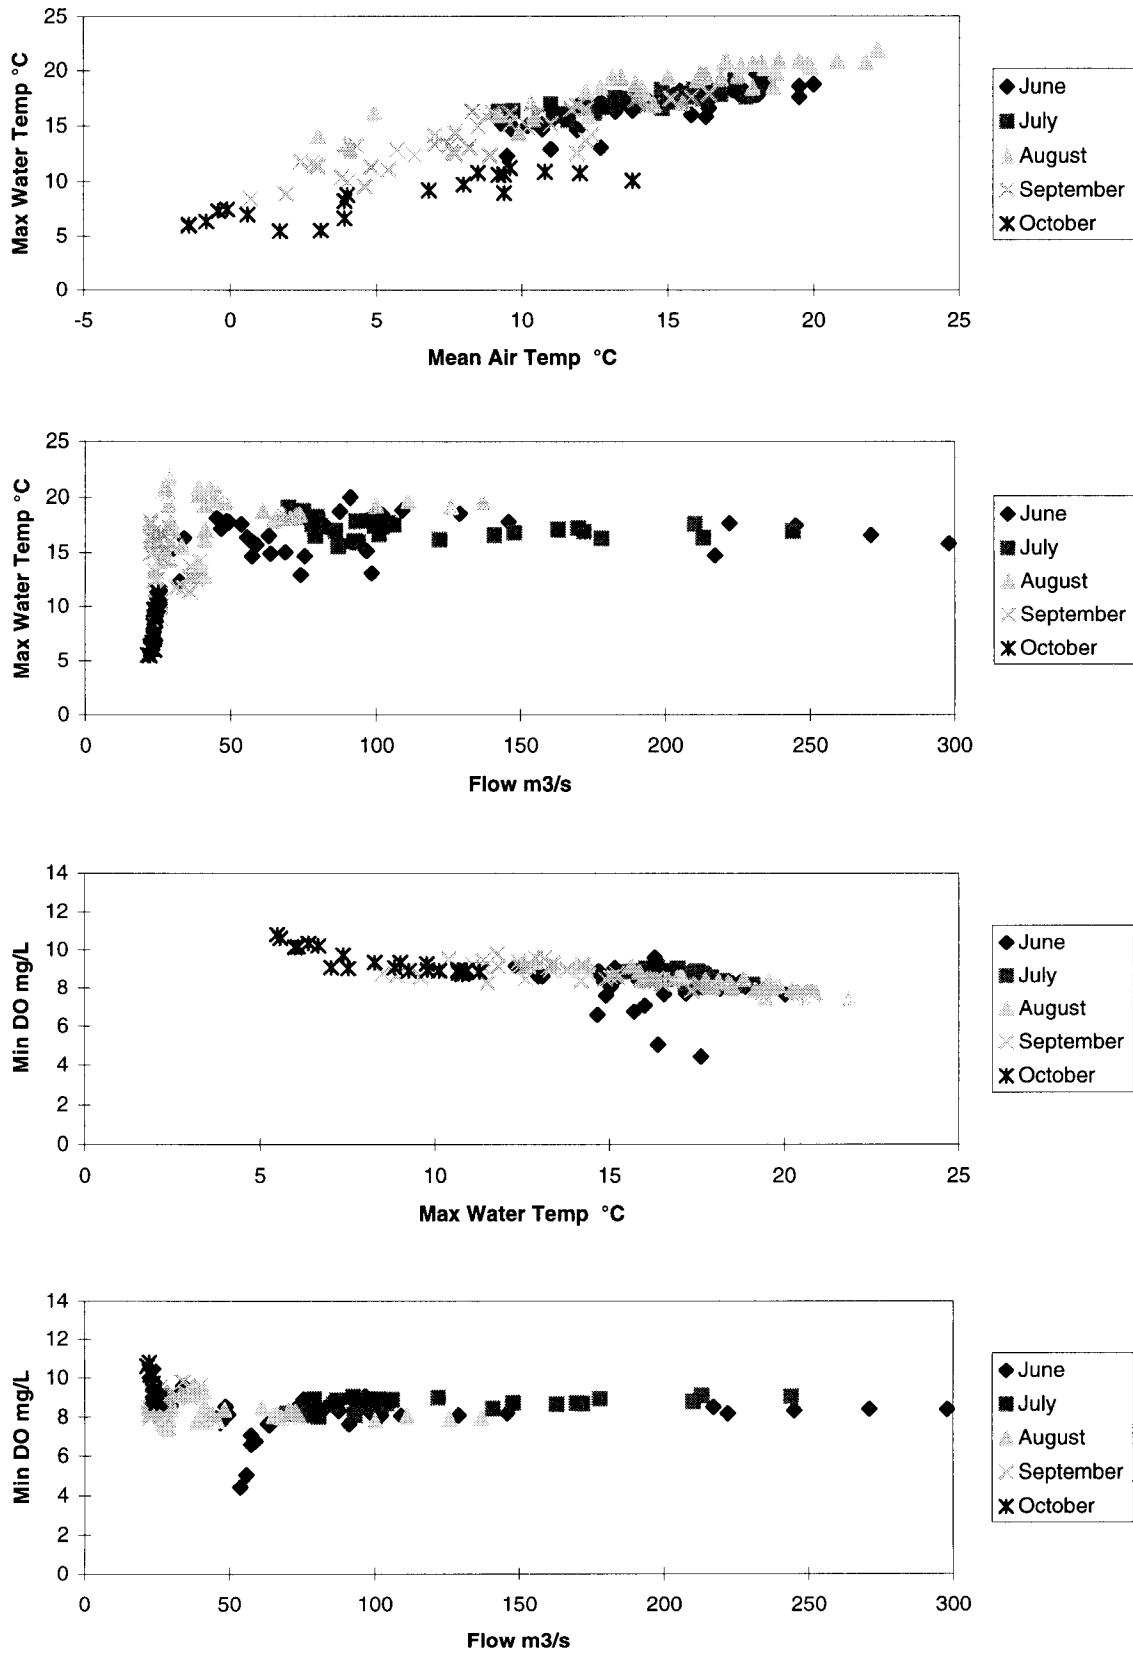 25
20
15
10
5
0
Max Water Temp °C
-5 0 5 10 15 20 25
Mean Air Temp °C
June
July
August
September
October
25
20
15
10
5
0
Max Water Temp °C
0 50 100 150 200 250 300
Flow m3/s
June
July
August
September
October
14
12
10
8
6
4
2
0
Min DO mg/L
0 5 10 15 20 25
Max Water Temp °C
June
July
August
September
October
14
12
10
8
6
4
2
0
Min DO mg/L
0 50 100 150 200 250 300
Flow m3/s
June
July
August
September
October